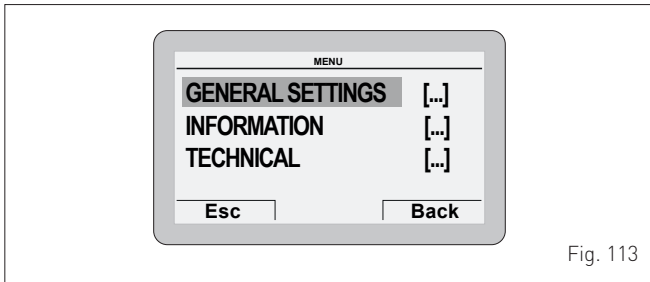 MENU
GENERAL SETTINGS [...]
INFORMATION [...]
TECHNICAL [...]
Esc Back
Fig. 113